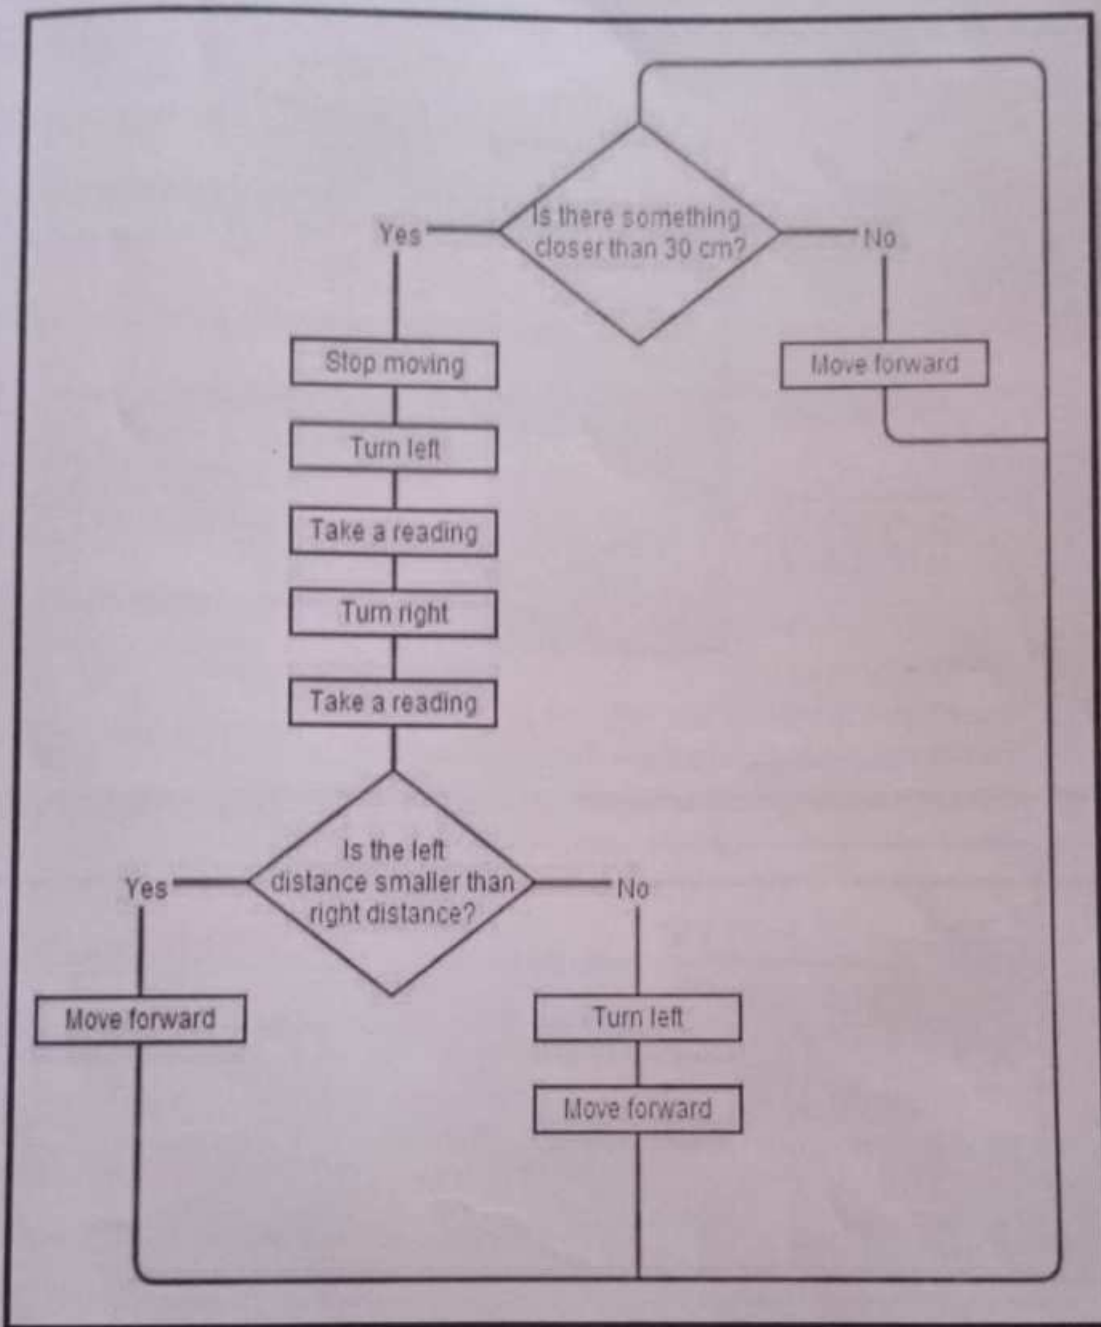 Is there something
closer than 30 cm?
Yes
No
Stop moving
Move forward
Turn left
Take a reading
Turn right
Take a reading
Is the left
distance smaller than
right distance?
Yes
No
Move forward
Turn left
Move forward